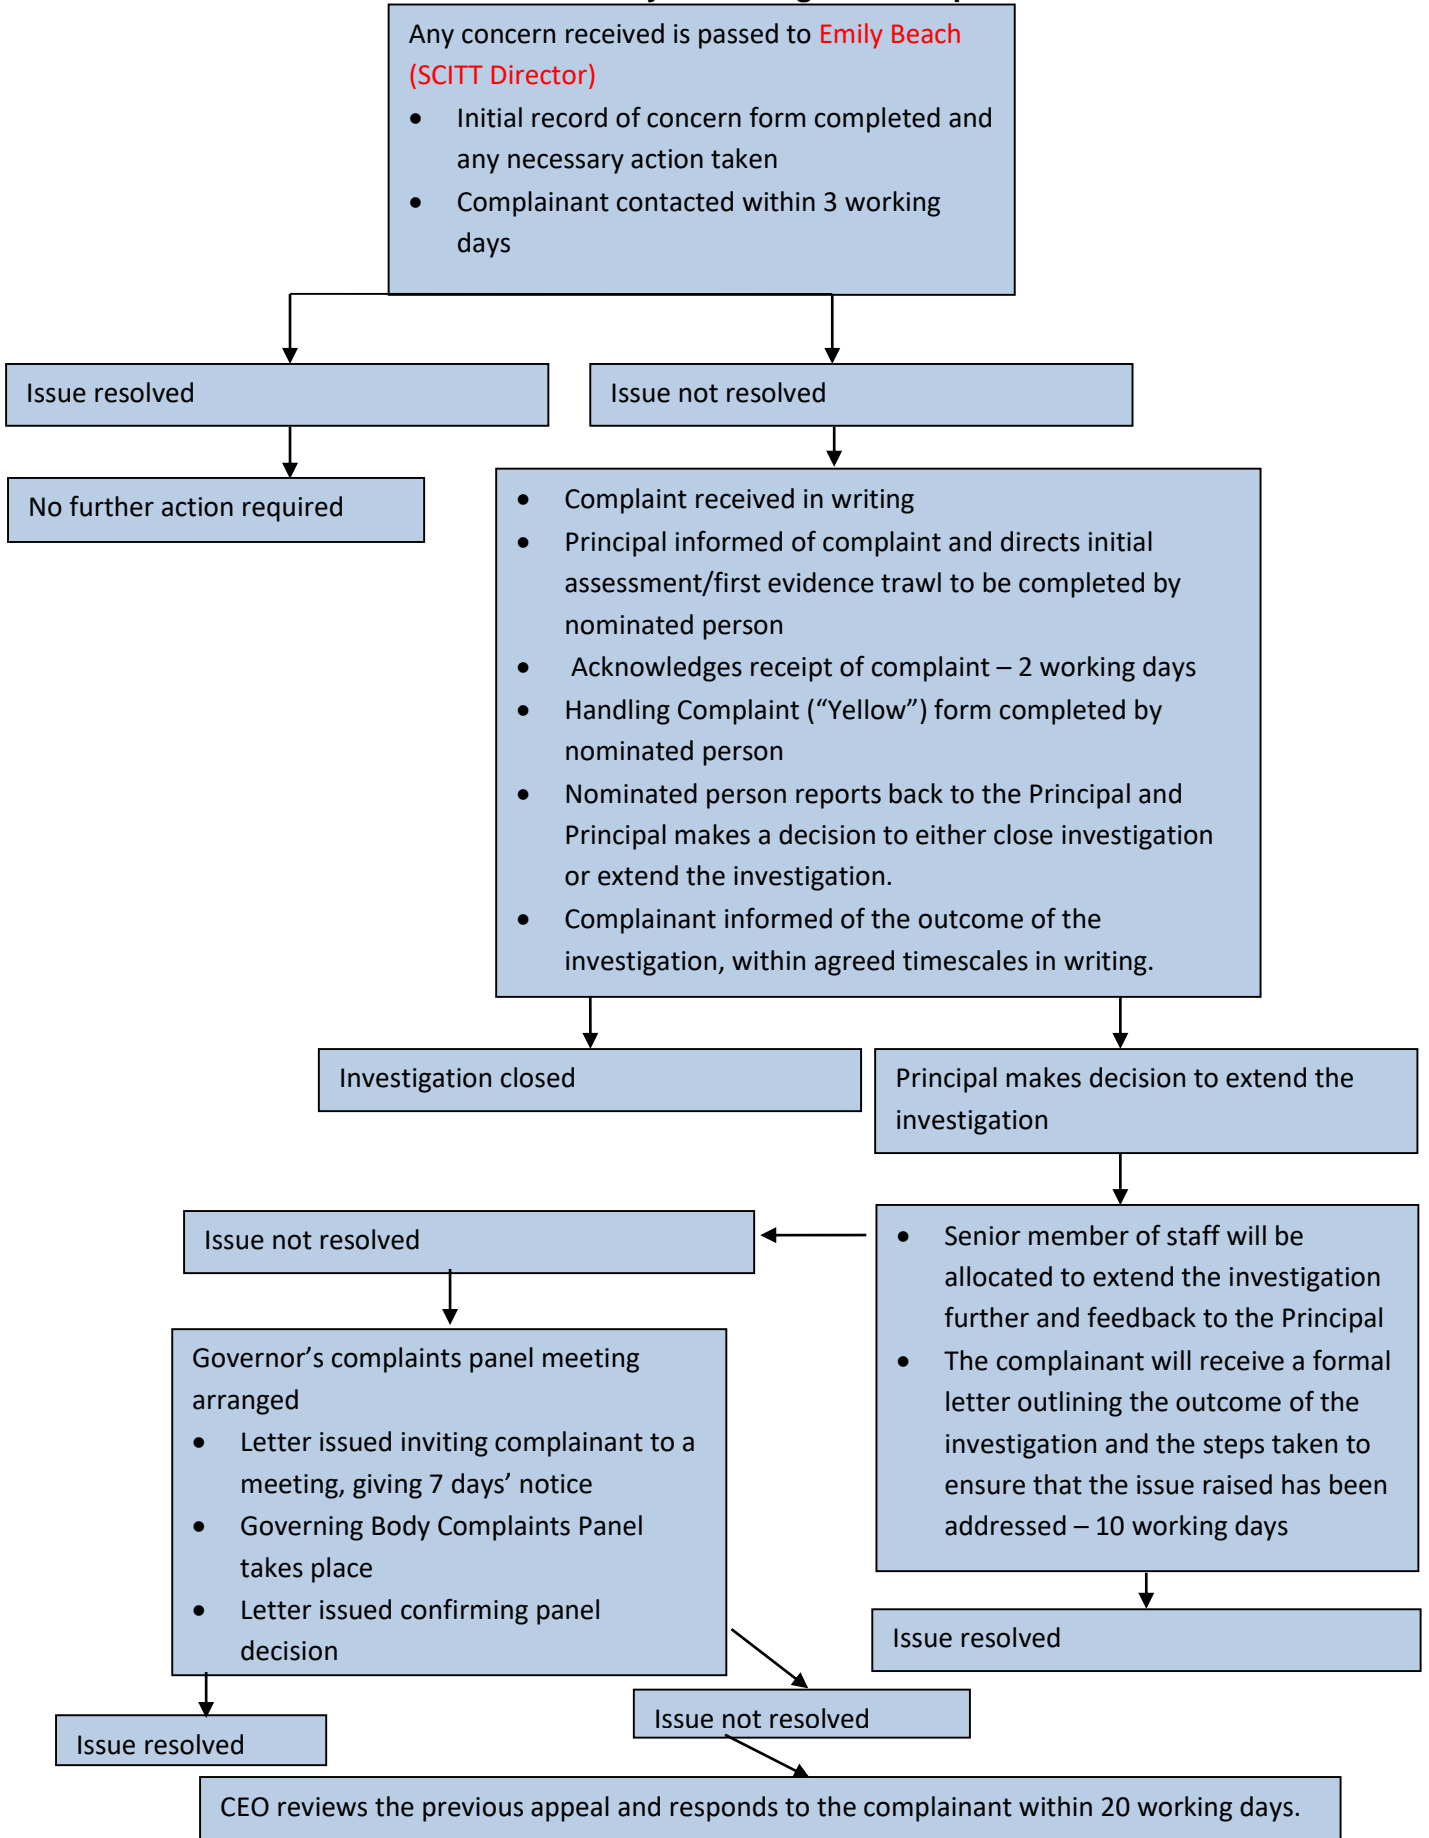 Any concern received is passed to Emily Beach
(SCITT Director)
• Initial record of concern form completed and
any necessary action taken
• Complainant contacted within 3 working
days
Issue resolved
Issue not resolved
No further action required
• Complaint received in writing
• Principal informed of complaint and directs initial
assessment/first evidence trawl to be completed by
nominated person
• Acknowledges receipt of complaint – 2 working days
• Handling Complaint (“Yellow”) form completed by
nominated person
• Nominated person reports back to the Principal and
Principal makes a decision to either close investigation
or extend the investigation.
• Complainant informed of the outcome of the
investigation, within agreed timescales in writing.
Investigation closed
Principal makes decision to extend the
investigation
• Senior member of staff will be
allocated to extend the investigation
further and feedback to the Principal
• The complainant will receive a formal
letter outlining the outcome of the
investigation and the steps taken to
ensure that the issue raised has been
addressed – 10 working days
Issue not resolved
Governor’s complaints panel meeting
arranged
• Letter issued inviting complainant to a
meeting, giving 7 days’ notice
• Governing Body Complaints Panel
takes place
• Letter issued confirming panel
decision
Issue resolved
Issue not resolved
Issue resolved
CEO reviews the previous appeal and responds to the complainant within 20 working days.